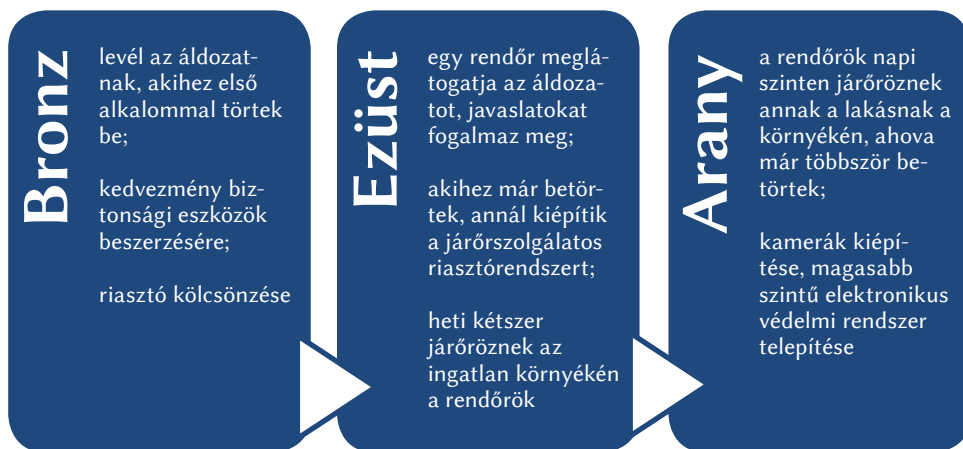 Bronz
levél az áldozat-
nak, akihez első
alkalommal törtek
be;
kedvezmény biz-
tonsági eszközök
beszerzésére;
riasztó kölcsönzése
Ezüst
egy rendőr meglá-
togatja az áldoza-
tot, javaslatokat
fogalmaz meg;
akihez már betör-
tek, annál kiépítik
a járőrszolgálatos
riasztórendszert;
heti kétszer
járőröznek az
ingatlan környékén
a rendőrök
Arany
a rendőrök napi
szinten járőröznek
annak a lakásnak a
környékén, ahova
már többször be-
törtek;
kamerák kiépí-
tése, magasabb
szintű elektronikus
védelmi rendszer
telepítése